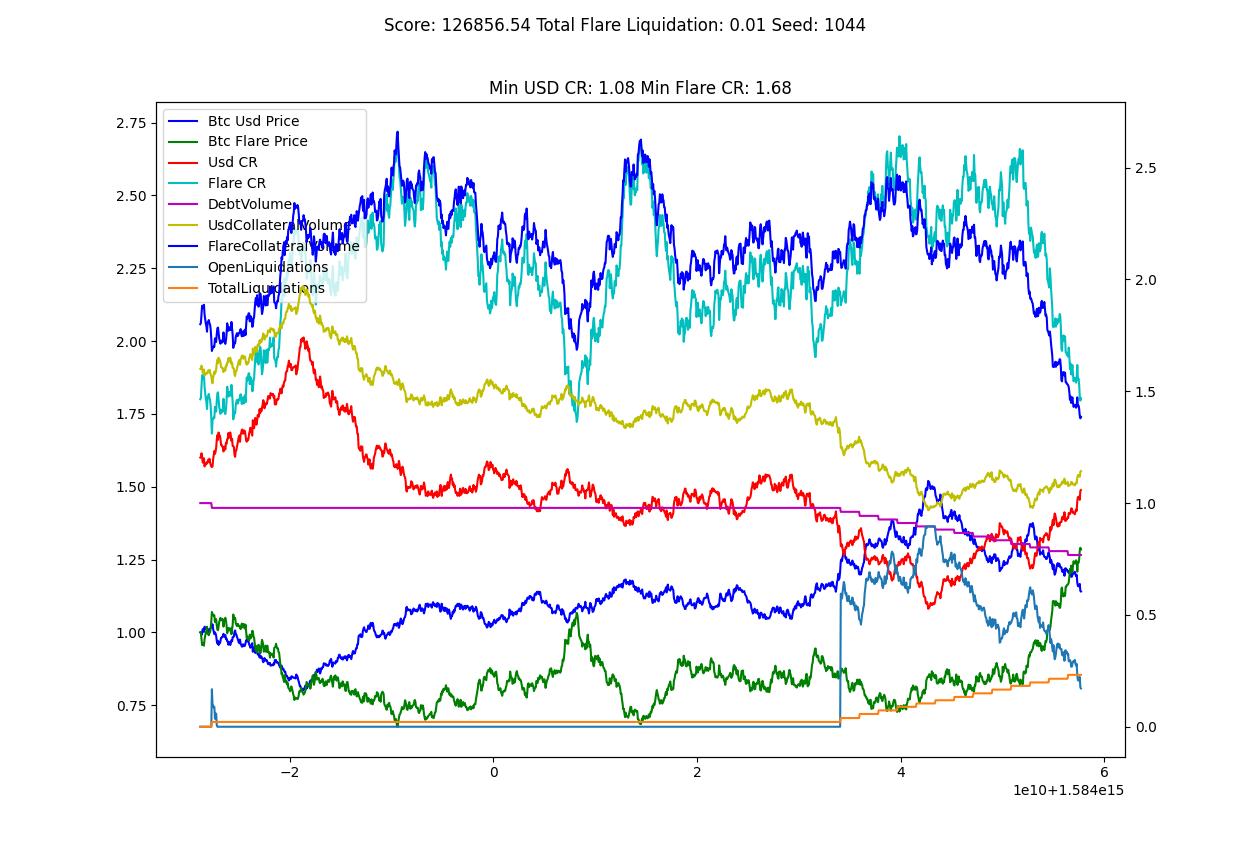 Score: 126856.54 Total Flare Liquidation: 0.01 Seed: 1044
Min USD CR: 1.08 Min Flare CR: 1.68
Btc Usd Price
Btc Flare Price
Usd CR
Flare CR
DebtVolume
UsdCollateralVolume
FlareCollateralVolume
OpenLiquidations
TotalLiquidations
2.75
2.50
2.25
2.00
1.75
1.50
1.25
1.00
0.75
2.5
2.0
1.5
1.0
0.5
0.0
−2
0
2
4
6
1e10+1.584e15